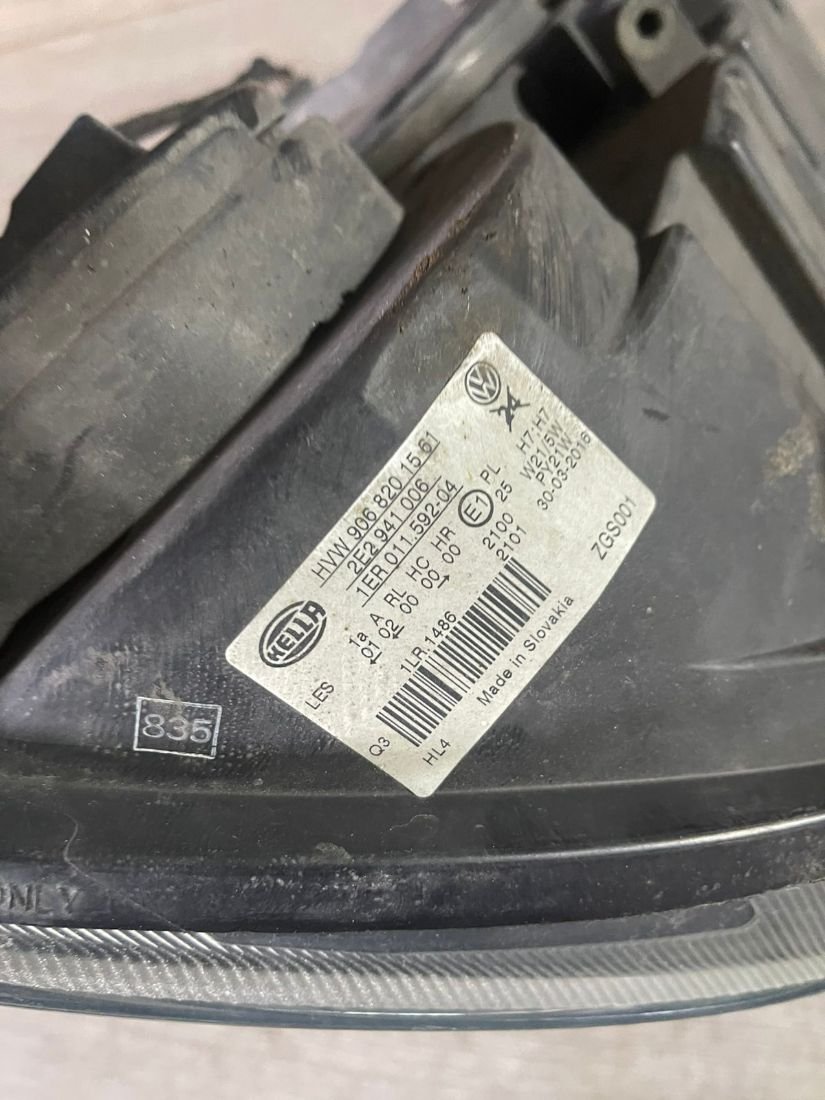 VW
HVW 906 820 15 61
2E2 941 006
1ER 011.592-04
H7; H7
W21/5W
PY21W
30-03-2016
HELLA
1a A RL HC HR E1 PL
01 02 00 00 00 25
2100
2101
ZGS001
LES
1LR.1486
Made in Slovakia
Q3
HL4
835
ONLY